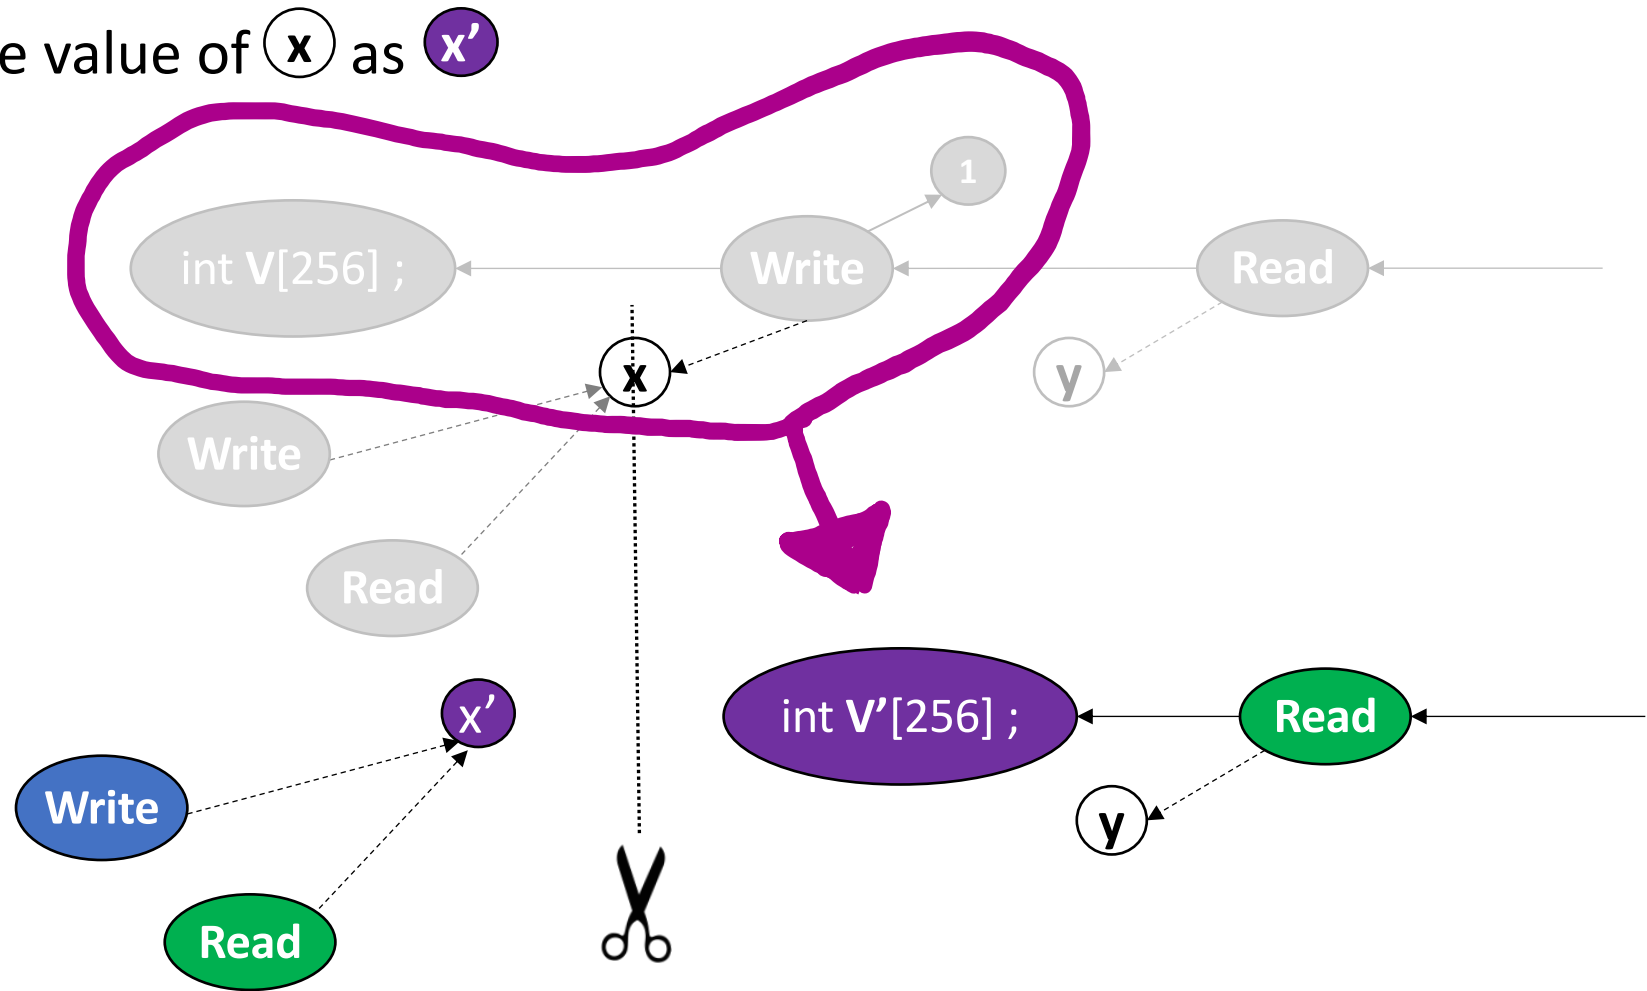 e value of x as x’
1
int V[256] ;
Write
Read
x
y
Write
Read
x’
int V’[256] ;
Read
Write
y
Read